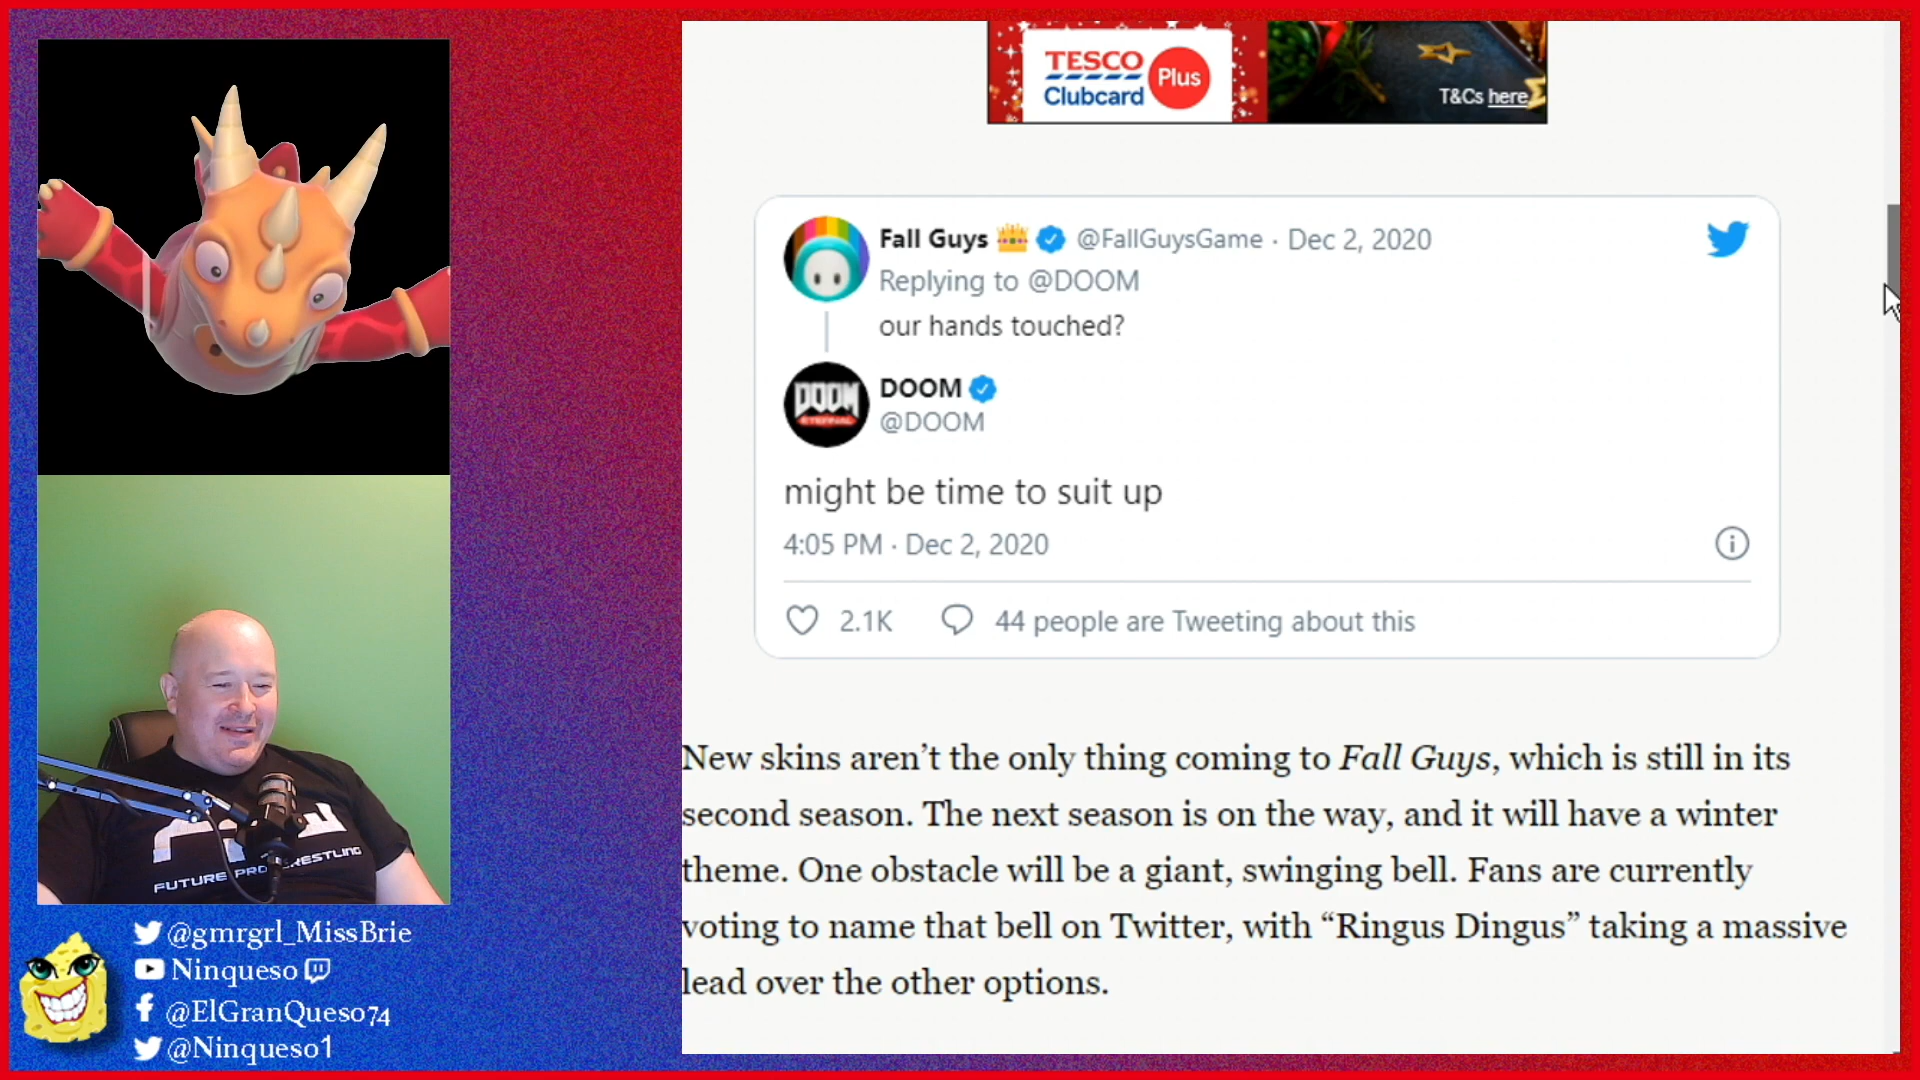 TESCO
Clubcard
Plus
T&Cs here
Fall Guys @FallGuysGame · Dec 2, 2020
Replying to @DOOM
our hands touched?
DOOM
ETERNAL
DOOM
@DOOM
might be time to suit up
4:05 PM · Dec 2, 2020
2.1K 44 people are Tweeting about this
New skins aren’t the only thing coming to Fall Guys, which is still in its
second season. The next season is on the way, and it will have a winter
theme. One obstacle will be a giant, swinging bell. Fans are currently
voting to name that bell on Twitter, with “Ringus Dingus” taking a massive
lead over the other options.
FUTURE PRO WRESTLING
@gmrgrl_MissBrie
Ninqueso
@ElGranQueso74
@Ninqueso1